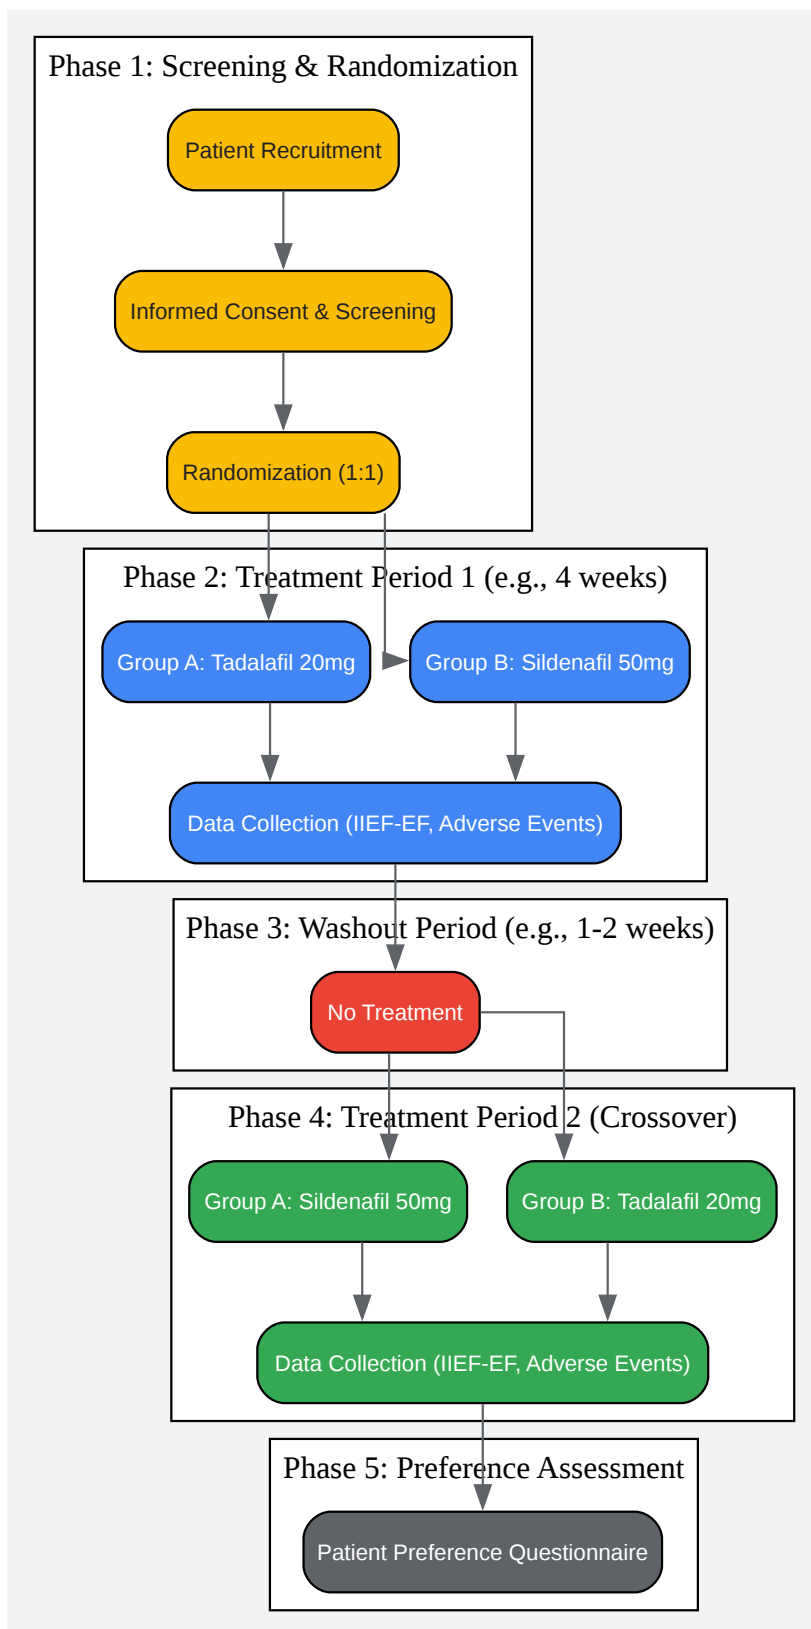 Phase 1: Screening & Randomization
Patient Recruitment
Informed Consent & Screening
Randomization (1:1)
Phase 2: Treatment Period 1 (e.g., 4 weeks)
Group A: Tadalafil 20mg
Group B: Sildenafil 50mg
Data Collection (IIEF-EF, Adverse Events)
Phase 3: Washout Period (e.g., 1-2 weeks)
No Treatment
Phase 4: Treatment Period 2 (Crossover)
Group A: Sildenafil 50mg
Group B: Tadalafil 20mg
Data Collection (IIEF-EF, Adverse Events)
Phase 5: Preference Assessment
Patient Preference Questionnaire